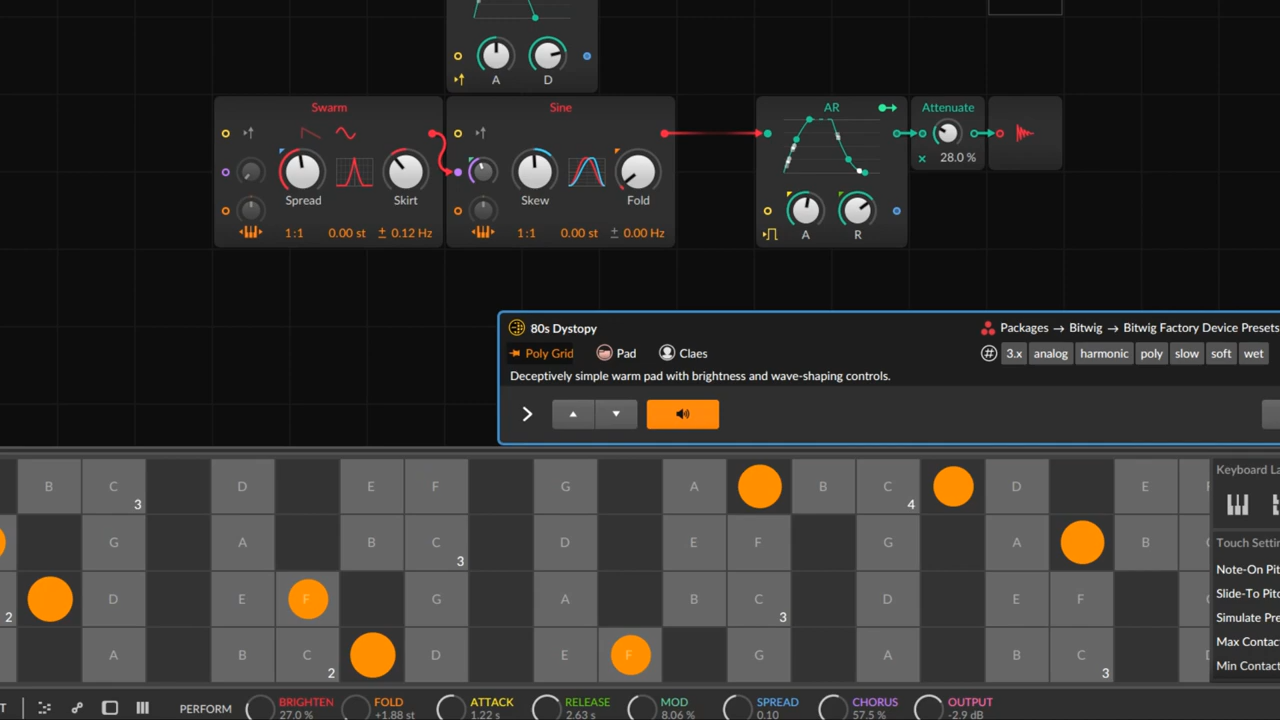 A D
Swarm
Spread Skirt
1:1 0.00 st ± 0.12 Hz
Sine
Skew Fold
1:1 0.00 st ± 0.00 Hz
AR
A R
Attenuate
28.0 %
80s Dystopy
Poly Grid Pad Claes
Deceptively simple warm pad with brightness and wave-shaping controls.
Packages → Bitwig → Bitwig Factory Device Presets
# 3.x analog harmonic poly slow soft wet
B C 3 D E F G A B C 4 D E
G A B C 3 D E F G A B
2 D E F G A B C 3 D E F
A B C 2 D E F G A B C 3
Keyboard La
Touch Setti
Note-On Pit
Slide-To Pitc
Simulate Pre
Max Contac
Min Contac
T PERFORM
BRIGHTEN
27.0 %
FOLD
+1.88 st
ATTACK
1.22 s
RELEASE
2.63 s
MOD
8.06 %
SPREAD
0.10
CHORUS
57.5 %
OUTPUT
-2.9 dB